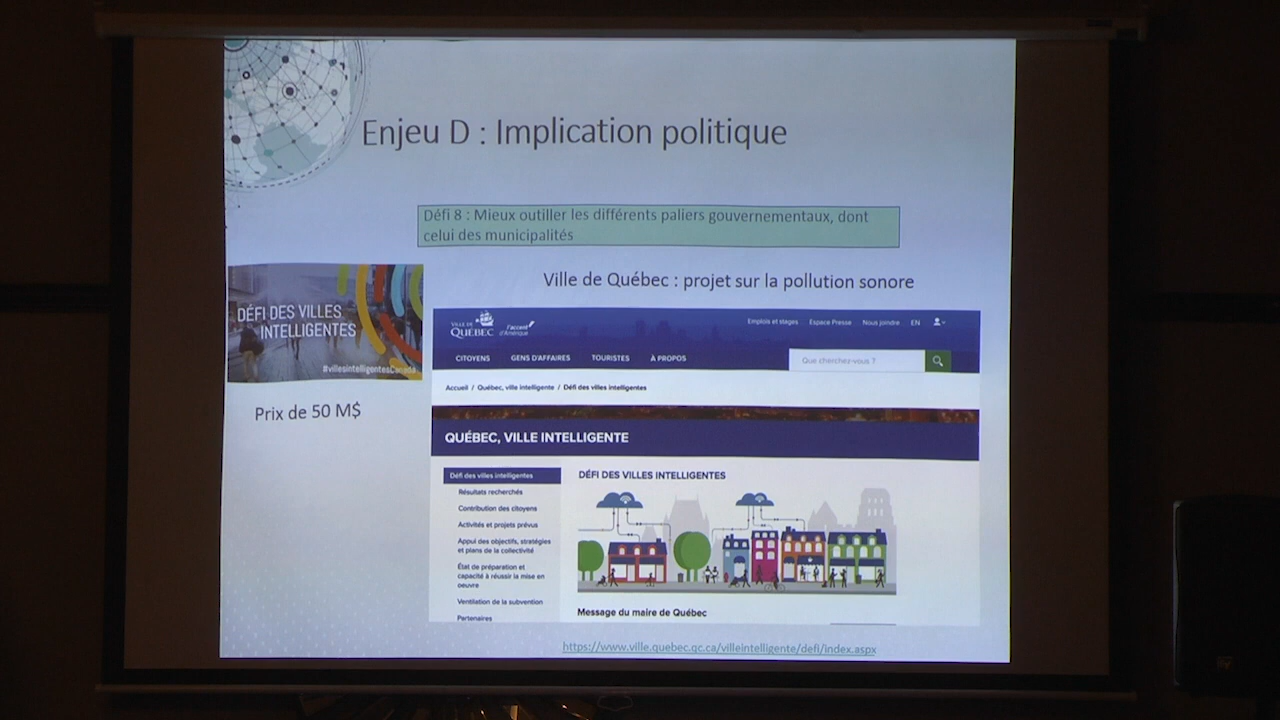 Enjeu D : Implication politique
Défi 8 : Mieux outiller les différents paliers gouvernementaux, dont
celui des municipalités
Ville de Québec : projet sur la pollution sonore
DÉFI DES VILLES
INTELLIGENTES
#villesintelligentesCanada
Prix de 50 M$
VILLE DE
QUÉBEC
l'accent
d'Amérique
Emplois et stages Espace Presse Nous joindre EN
CITOYENS GENS D'AFFAIRES TOURISTES À PROPOS
Que cherchez-vous ?
Accueil / Québec, ville intelligente / Défi des villes intelligentes
QUÉBEC, VILLE INTELLIGENTE
Défi des villes intelligentes
Résultats recherchés
Contribution des citoyens
Activités et projets prévus
Appui des objectifs, stratégies
et plans de la collectivité
État de préparation et
capacité à réussir la mise en
oeuvre
Ventilation de la subvention
Partenaires
DÉFI DES VILLES INTELLIGENTES
Message du maire de Québec
https://www.ville.quebec.qc.ca/villeintelligente/defi/index.aspx